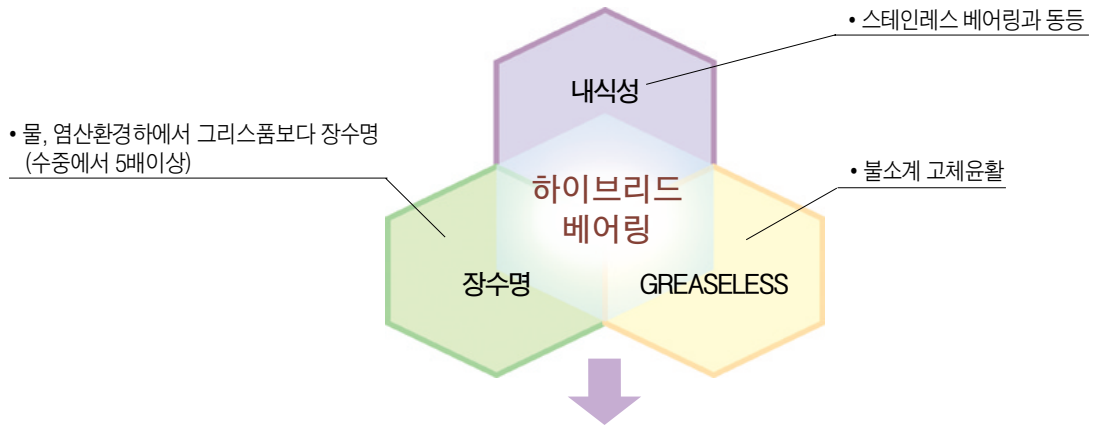 • 스테인레스 베어링과 동등
내식성
• 물, 염산환경하에서 그리스품보다 장수명
(수중에서 5배이상)
• 불소계 고체윤활
하이브리드
베어링
장수명
GREASELESS